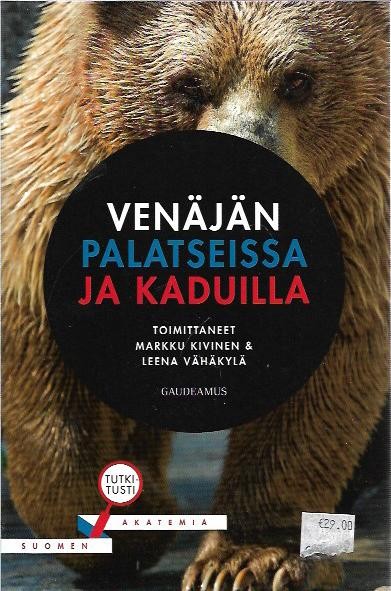 VENÄJÄN
PALATSEISSA
JA KADUILLA
TOIMITTANEET
MARKKU KIVINEN &
LEENA VÄHÄKYLÄ
GAUDEAMUS
TUTKI-
TUSTI
SUOMEN AKATEMIA
€29.00